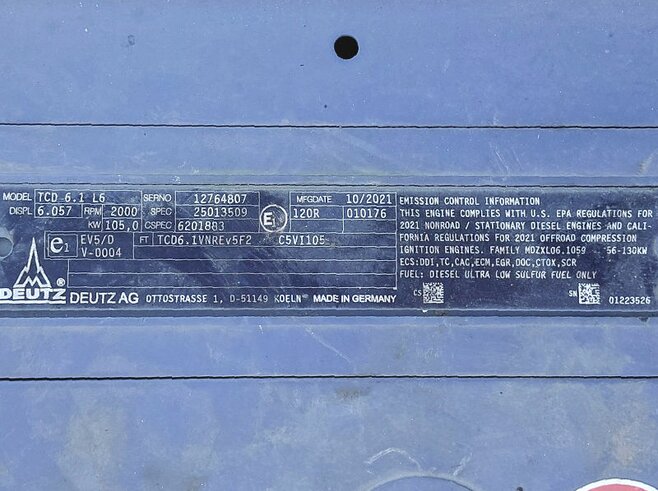 MODEL TCD 6.1 L6 SERNO 12764807 MFGDATE 10/2021
DISPL 6.057 RPM 2000 SPEC 25013509 120R 010176
KW 105,0 CSPEC 6201883 E
e1 EV5/D FT TCD6.1VNREv5F2 C5VI105
V-0004
DEUTZ® DEUTZ AG OTTOSTRASSE 1, D-51149 KOELN MADE IN GERMANY
EMISSION CONTROL INFORMATION
THIS ENGINE COMPLIES WITH U.S. EPA REGULATIONS FOR
2021 NONROAD / STATIONARY DIESEL ENGINES AND CALI-
FORNIA REGULATIONS FOR 2021 OFFROAD COMPRESSION
IGNITION ENGINES. FAMILY MDZXL06.1059 56-130KW
ECS:DDI,TC,CAC,ECM,EGR,DOC,CTOX,SCR
FUEL: DIESEL ULTRA LOW SULFUR FUEL ONLY
CS SN 01223526